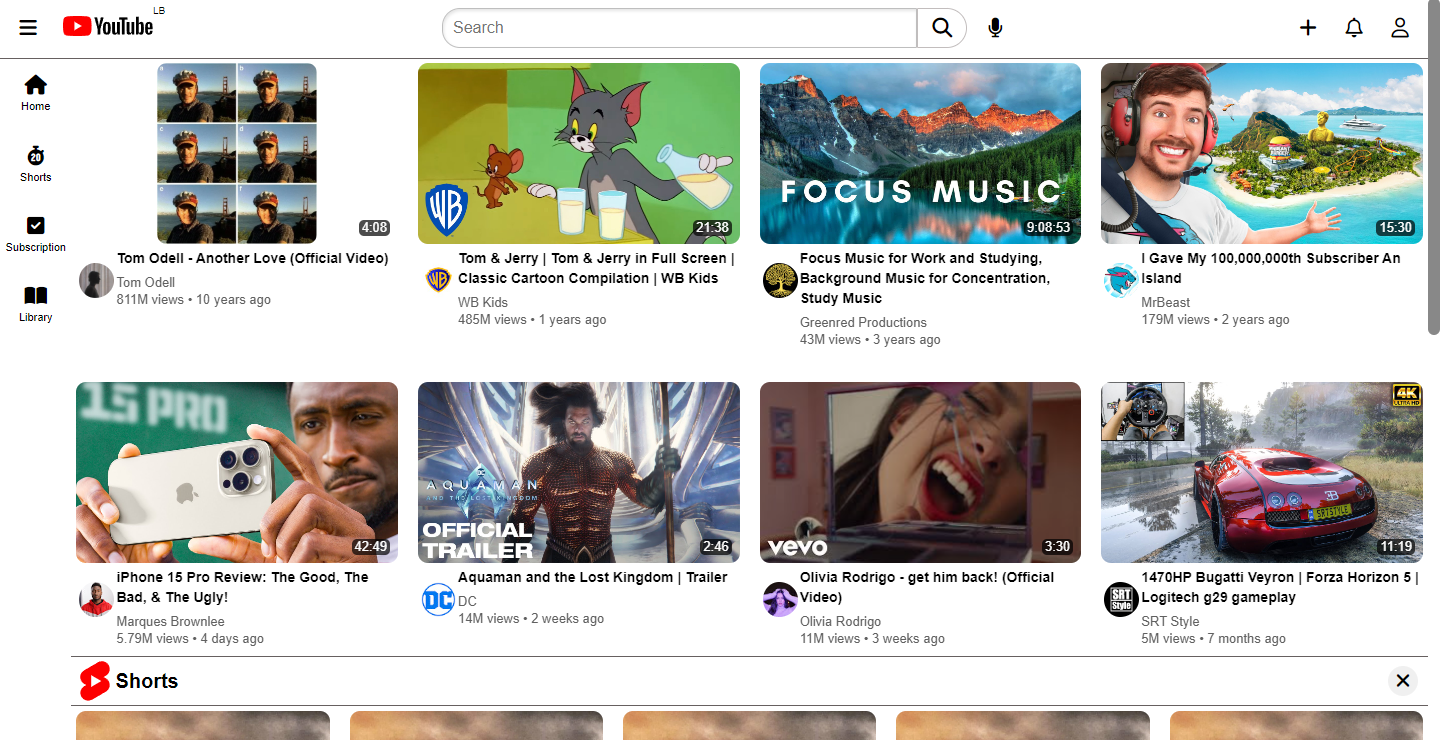 YouTube LB
Search
Home
20
Shorts
Subscription
Library
a b
c d
e f
4:08
Tom Odell - Another Love (Official Video)
Tom Odell
811M views • 10 years ago
WB
21:38
Tom & Jerry | Tom & Jerry in Full Screen |
Classic Cartoon Compilation | WB Kids
WB Kids
485M views • 1 years ago
FOCUS MUSIC
9:08:53
Focus Music for Work and Studying,
Background Music for Concentration,
Study Music
Greenred Productions
43M views • 3 years ago
15:30
I Gave My 100,000,000th Subscriber An
Island
MrBeast
179M views • 2 years ago
15 PRO
42:49
iPhone 15 Pro Review: The Good, The
Bad, & The Ugly!
Marques Brownlee
5.79M views • 4 days ago
AQUAMAN
AND THE LOST KINGDOM
OFFICIAL
TRAILER
2:46
DC
Aquaman and the Lost Kingdom | Trailer
DC
14M views • 2 weeks ago
vevo
3:30
Olivia Rodrigo - get him back! (Official
Video)
Olivia Rodrigo
11M views • 3 weeks ago
4K
ULTRA HD
SRTSTYLE
11:19
SRT
Style
1470HP Bugatti Veyron | Forza Horizon 5 |
Logitech g29 gameplay
SRT Style
5M views • 7 months ago
Shorts